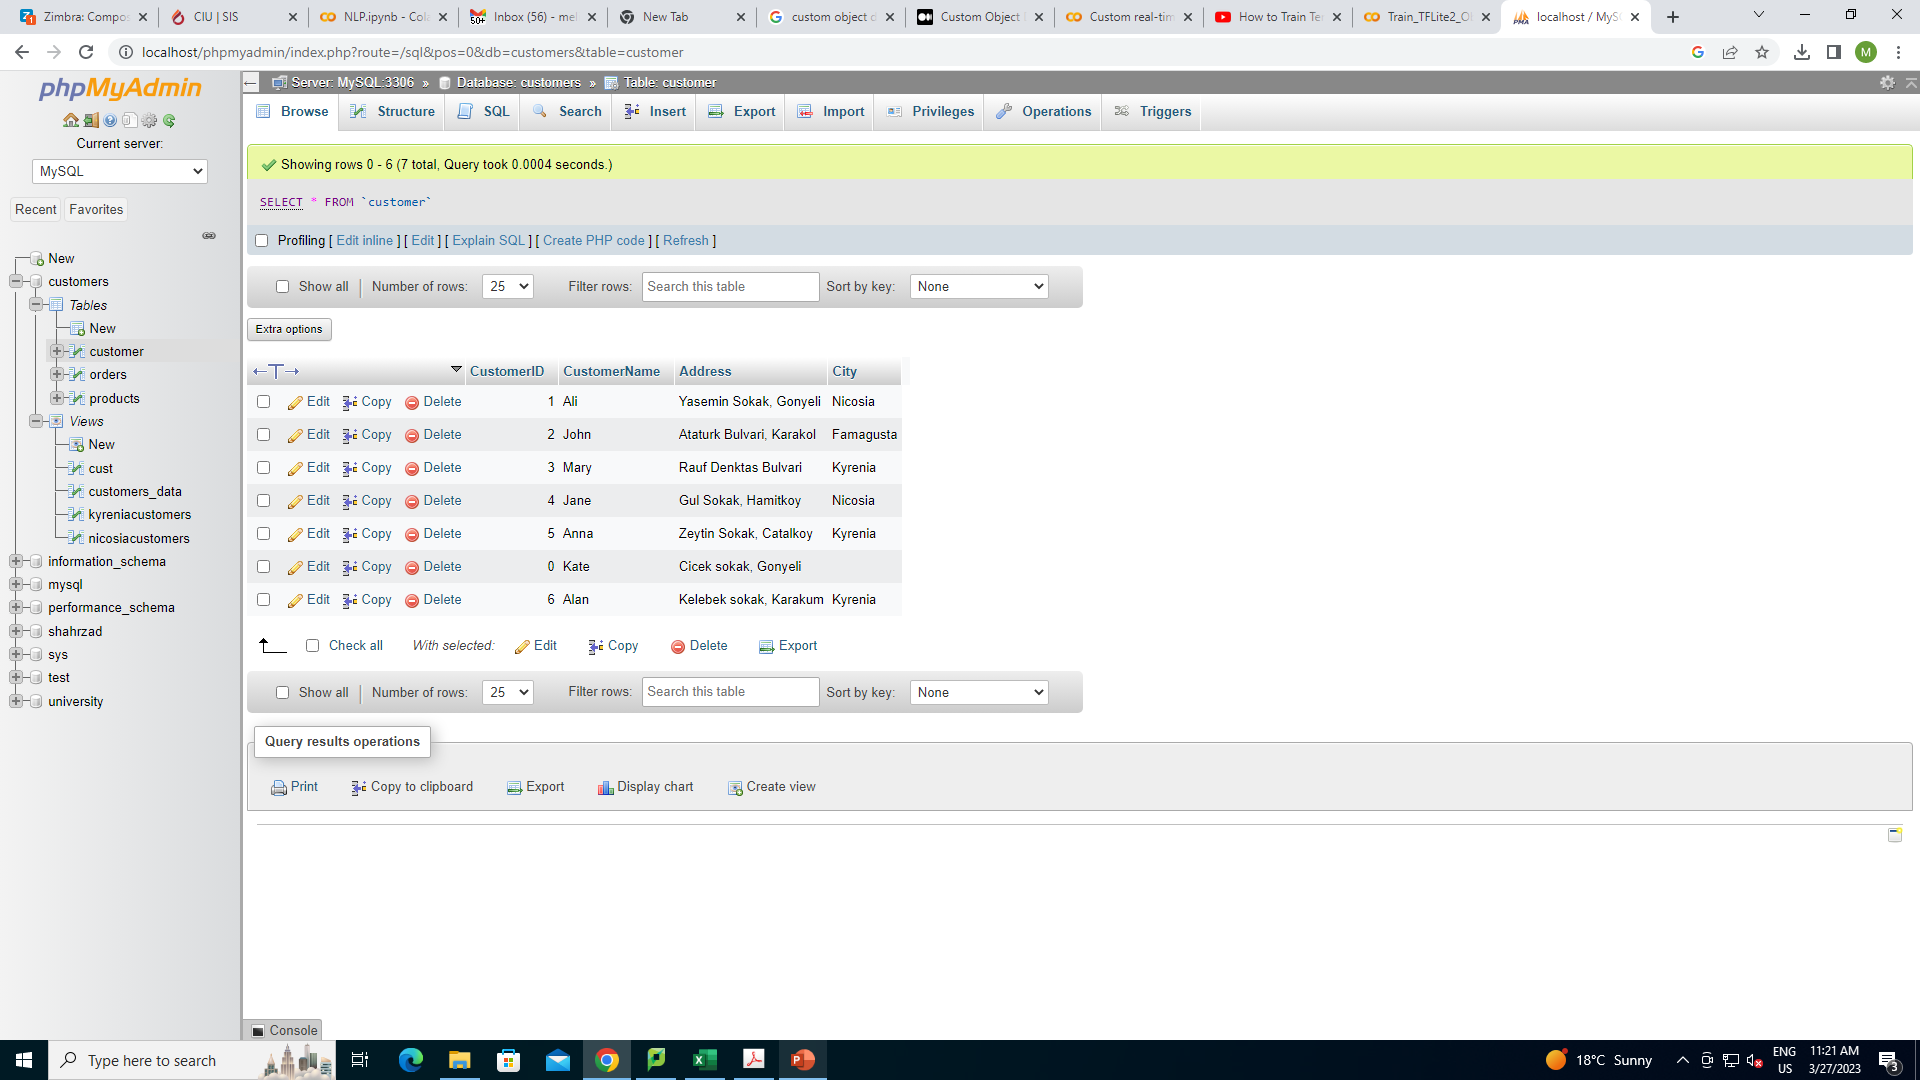 Zimbra: Compos
CIU | SIS
NLP.ipynb - Cola
Inbox (56) - mel
New Tab
custom object d
Custom Object
Custom real-tim
How to Train Ten
Train_TFLite2_O
localhost / MyS
localhost/phpmyadmin/index.php?route=/sql&pos=0&db=customers&table=customer
M
phpMyAdmin
Current server:
MySQL
Recent Favorites
New
customers
Tables
New
customer
orders
products
Views
New
cust
customers_data
kyreniacustomers
nicosiacustomers
information_schema
mysql
performance_schema
shahrzad
sys
test
university
Server: MySQL:3306 » Database: customers » Table: customer
Browse Structure SQL Search Insert Export Import Privileges Operations Triggers
Showing rows 0 - 6 (7 total, Query took 0.0004 seconds.)
SELECT * FROM `customer`
Profiling [ Edit inline ] [ Edit ] [ Explain SQL ] [ Create PHP code ] [ Refresh ]
Show all Number of rows: 25 Filter rows: Search this table Sort by key: None
Extra options
←T→ CustomerID CustomerName Address City
Edit Copy Delete 1 Ali Yasemin Sokak, Gonyeli Nicosia
Edit Copy Delete 2 John Ataturk Bulvari, Karakol Famagusta
Edit Copy Delete 3 Mary Rauf Denktas Bulvari Kyrenia
Edit Copy Delete 4 Jane Gul Sokak, Hamitkoy Nicosia
Edit Copy Delete 5 Anna Zeytin Sokak, Catalkoy Kyrenia
Edit Copy Delete 0 Kate Cicek sokak, Gonyeli
Edit Copy Delete 6 Alan Kelebek sokak, Karakum Kyrenia
Check all With selected: Edit Copy Delete Export
Show all Number of rows: 25 Filter rows: Search this table Sort by key: None
Query results operations
Print Copy to clipboard Export Display chart Create view
Console
Type here to search
18°C Sunny
ENG
US
11:21 AM
3/27/2023
3